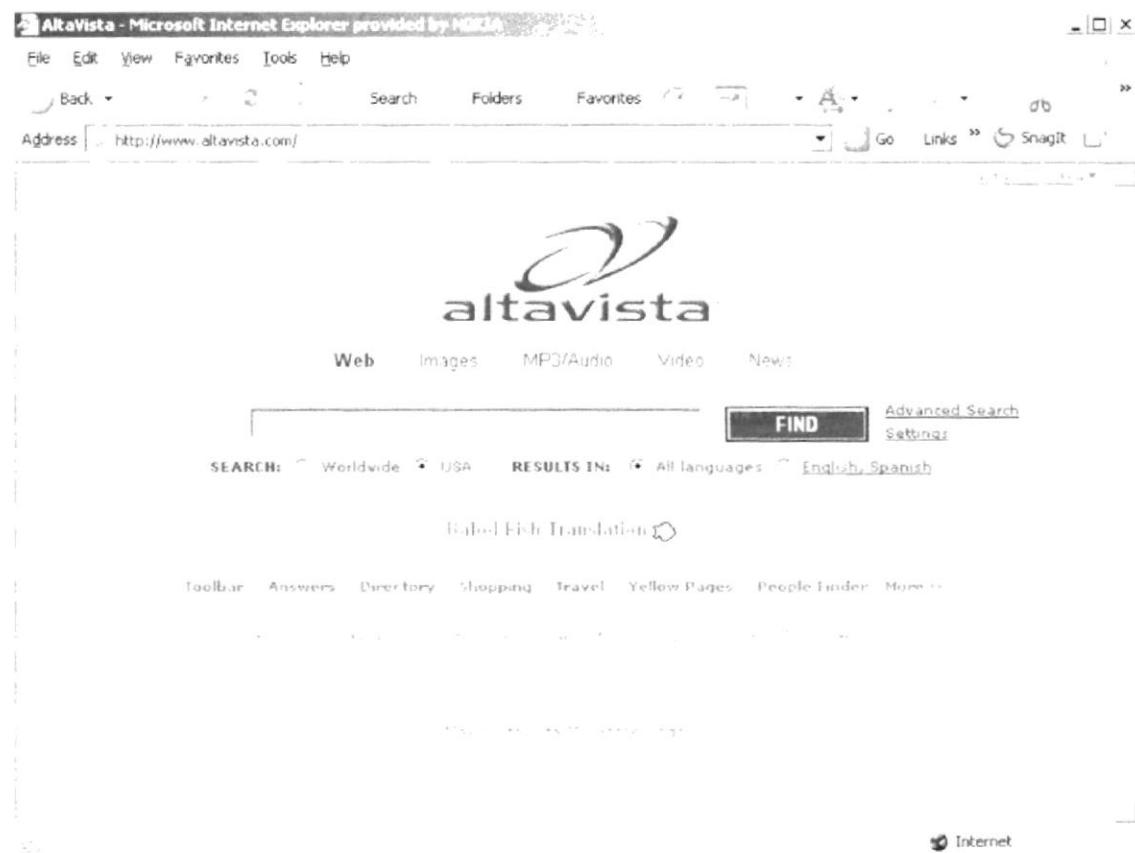 AltaVista - Microsoft Internet Explorer provided by NOKIA
File Edit View Favorites Tools Help
Back Search Folders Favorites
Address http://www.altavista.com/ Go Links » SnagIt
altavista
Web Images MP3/Audio Video News
FIND Advanced Search
Settings
SEARCH: Worldwide USA RESULTS IN: All languages English, Spanish
Babel Fish Translation
Toolbar Answers Directory Shopping Travel Yellow Pages People Finder More >>
Internet